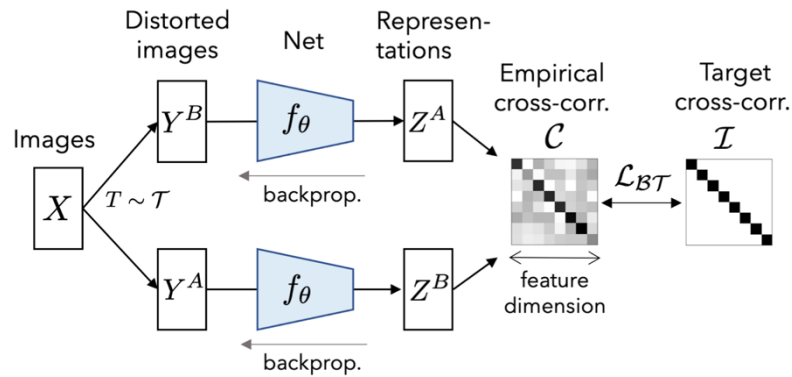 Distorted
images
Net
Represen-
tations
Images
Y^B
f_θ
Z^A
Empirical
cross-corr.
C
Target
cross-corr.
I
X
T ~ T
backprop.
L_BT
Y^A
f_θ
Z^B
feature
dimension
backprop.